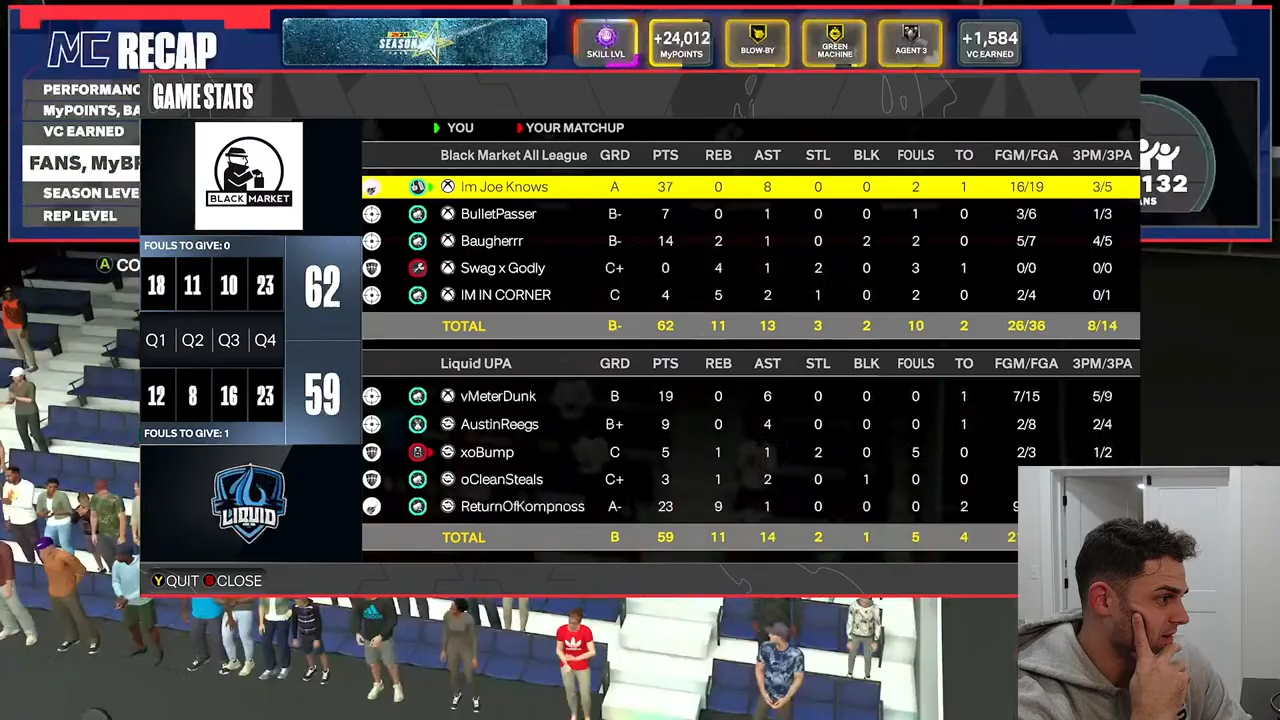 MC RECAP
2K24 SEASON
SKILL LVL
+24,012 MyPOINTS
BLOW-BY
GREEN MACHINE
AGENT 3
+1,584 VC EARNED
PERFORMANC
MyPOINTS, BA
VC EARNED
FANS, MyBR
SEASON LEVE
REP LEVEL
132
ANS
A CO
GAME STATS
YOU YOUR MATCHUP
BLACK MARKET
Black Market All League GRD PTS REB AST STL BLK FOULS TO FGM/FGA 3PM/3PA
Im Joe Knows A 37 0 8 0 0 2 1 16/19 3/5
BulletPasser B- 7 0 1 0 0 1 0 3/6 1/3
Baugherrr B- 14 2 1 0 2 2 0 5/7 4/5
Swag x Godly C+ 0 4 1 2 0 3 1 0/0 0/0
IM IN CORNER C 4 5 2 1 0 2 0 2/4 0/1
TOTAL B- 62 11 13 3 2 10 2 26/36 8/14
FOULS TO GIVE: 0
18 11 10 23 62
Q1 Q2 Q3 Q4
12 8 16 23 59
FOULS TO GIVE: 1
LIQUID
Liquid UPA GRD PTS REB AST STL BLK FOULS TO FGM/FGA 3PM/3PA
vMeterDunk B 19 0 6 0 0 0 1 7/15 5/9
AustinReegs B+ 9 0 4 0 0 0 1 2/8 2/4
xoBump C 5 1 1 2 0 5 0 2/3 1/2
oCleanSteals C+ 3 1 2 0 1 0 0
ReturnOfKompnoss A- 23 9 1 0 0 0 2 9
TOTAL B 59 11 14 2 1 5 4 2
Y QUIT B CLOSE